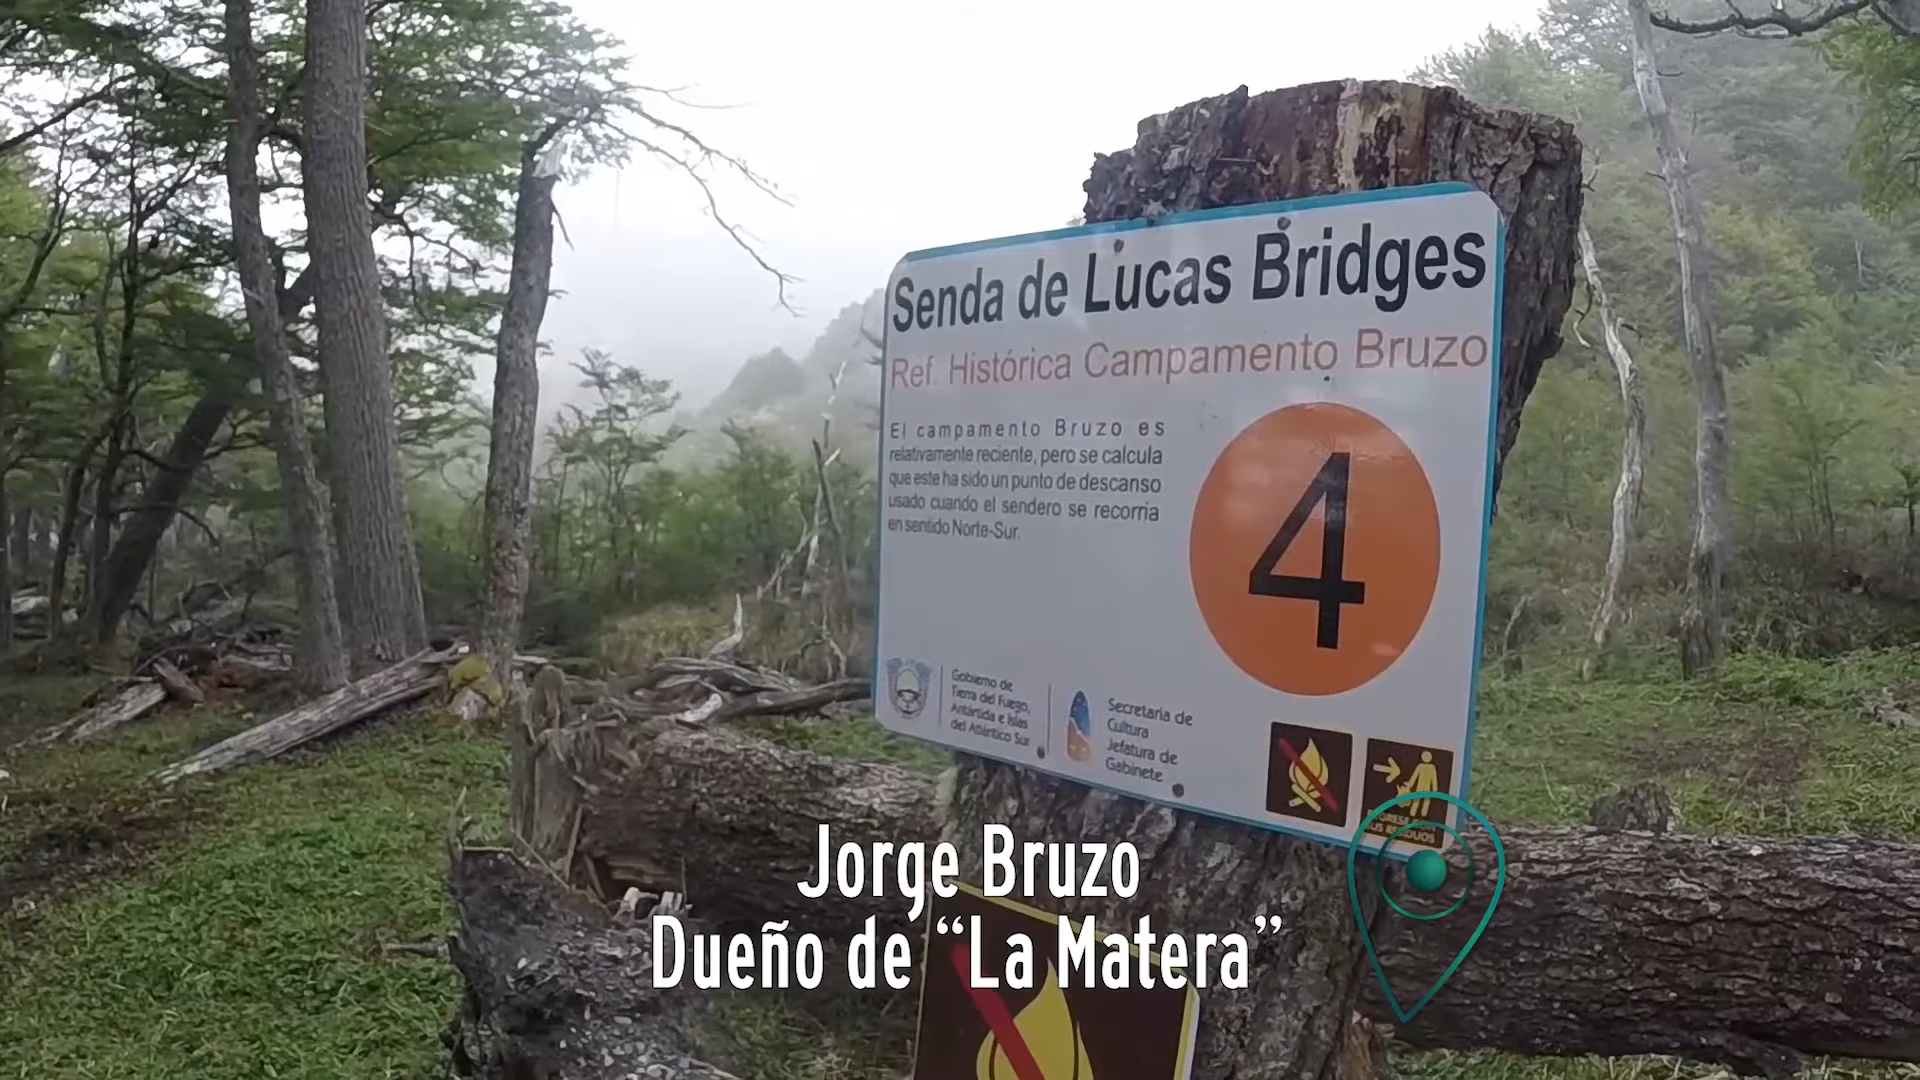 Senda de Lucas Bridges
Ref. Histórica Campamento Bruzo
El campamento Bruzo es
relativamente reciente, pero se calcula
que este ha sido un punto de descanso
usado cuando el sendero se recorria
en sentido Norte-Sur.
4
Gobierno de
Tierra del Fuego,
Antártida e Islas
del Atlántico Sur
Secretaria de
Cultura
Jefatura de
Gabinete
RESIDUOS
Jorge Bruzo
Dueño de “La Matera”